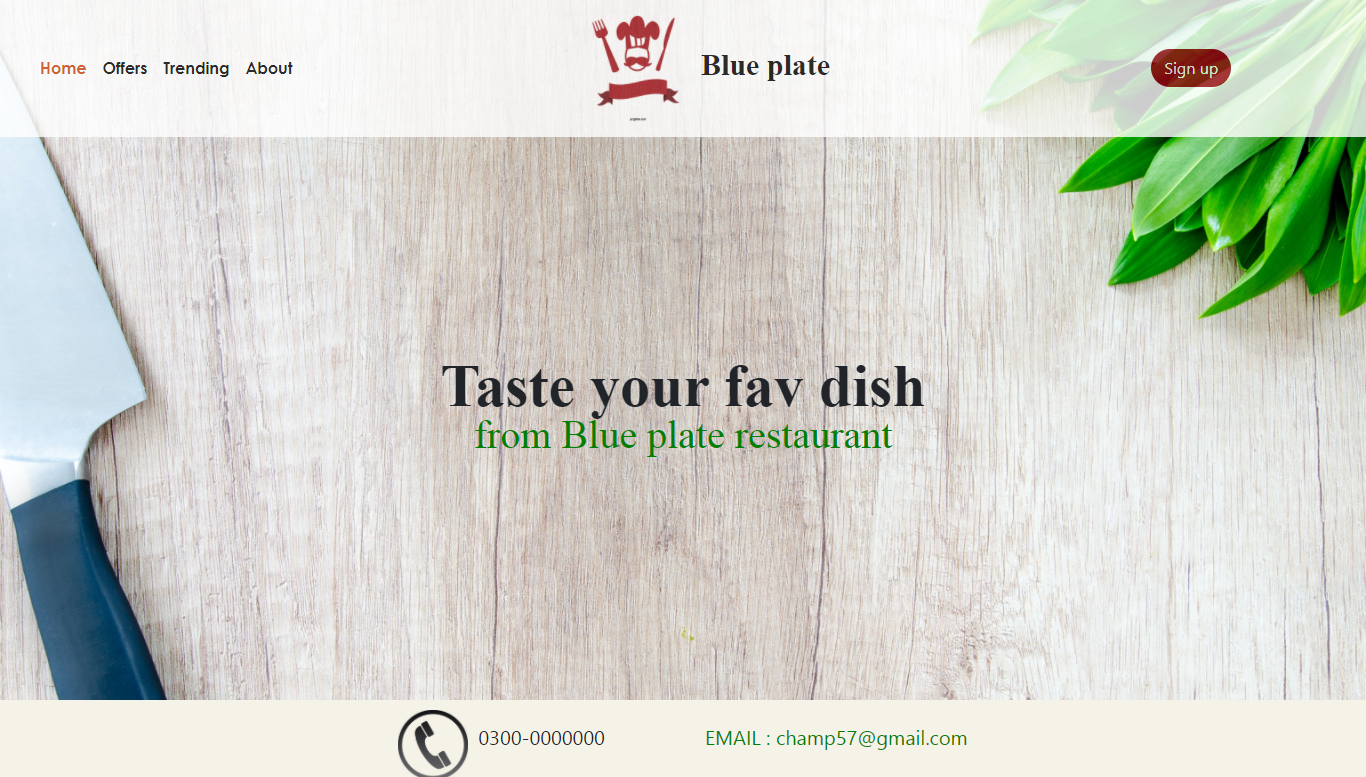 Home Offers Trending About
Blue plate
Sign up
Taste your fav dish
from Blue plate restaurant
0300-0000000
EMAIL : champ57@gmail.com